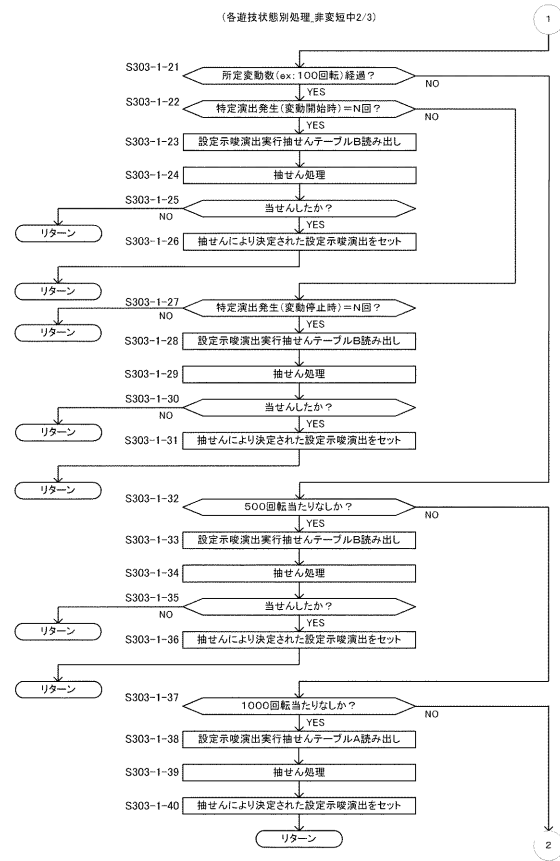 (各遊技状態別処理_非変短中2/3)
1
S303-1-21
所定変動数(ex:100回転)経過?
NO
YES
S303-1-22
特定演出発生(変動開始時)=N回?
NO
YES
S303-1-23
設定示唆演出実行抽せんテーブルB読み出し
S303-1-24
抽せん処理
S303-1-25
当せんしたか?
NO
YES
リターン
S303-1-26
抽せんにより決定された設定示唆演出をセット
リターン
S303-1-27
特定演出発生(変動停止時)=N回?
NO
YES
リターン
S303-1-28
設定示唆演出実行抽せんテーブルB読み出し
S303-1-29
抽せん処理
S303-1-30
当せんしたか?
NO
YES
リターン
S303-1-31
抽せんにより決定された設定示唆演出をセット
リターン
S303-1-32
500回転当たりなしか?
NO
YES
S303-1-33
設定示唆演出実行抽せんテーブルB読み出し
S303-1-34
抽せん処理
S303-1-35
当せんしたか?
NO
YES
リターン
S303-1-36
抽せんにより決定された設定示唆演出をセット
リターン
S303-1-37
1000回転当たりなしか?
NO
YES
S303-1-38
設定示唆演出実行抽せんテーブルA読み出し
S303-1-39
抽せん処理
S303-1-40
抽せんにより決定された設定示唆演出をセット
リターン
2